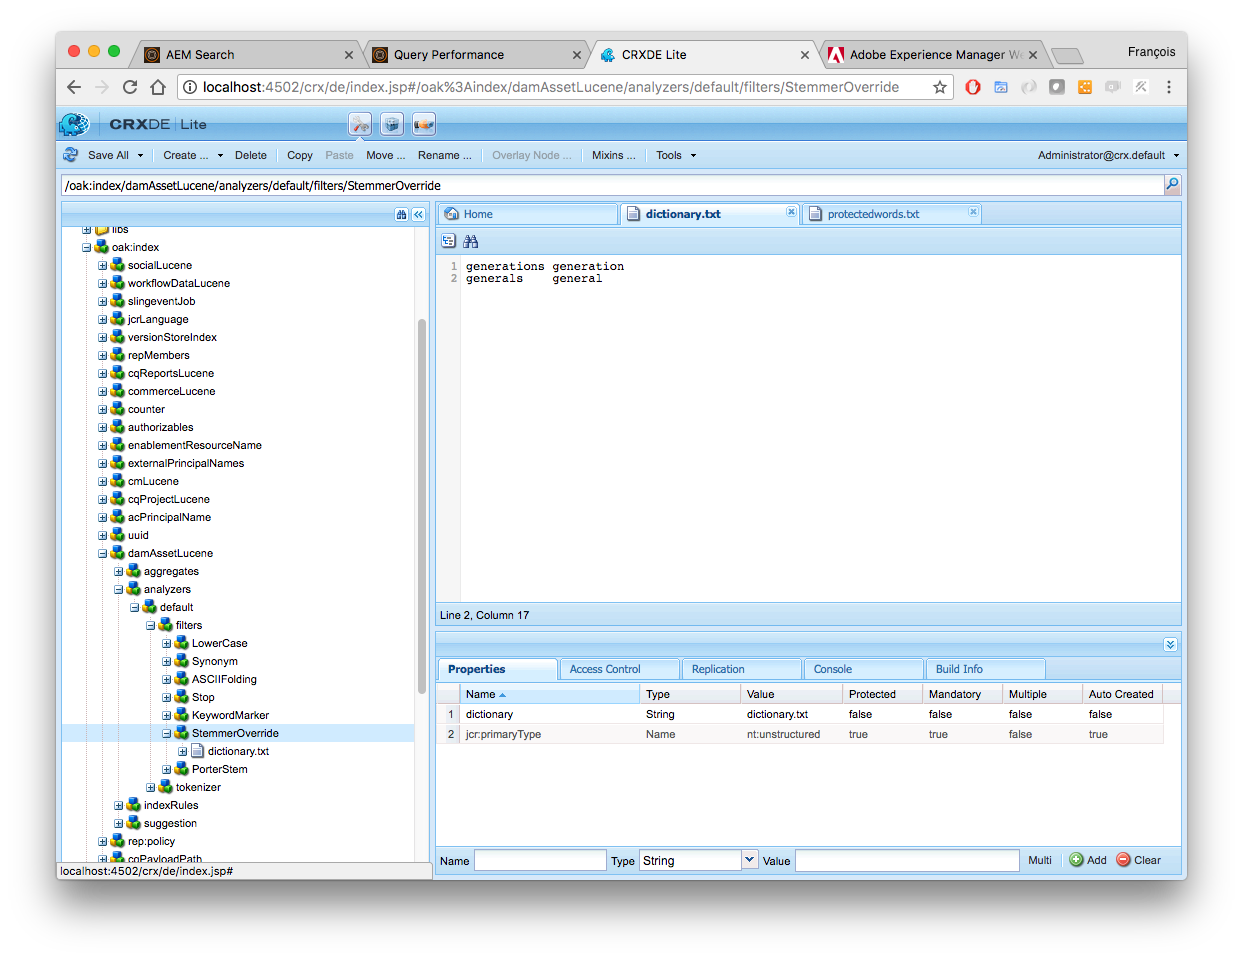 AEM Search
Query Performance
CRXDE Lite
Adobe Experience Manager We
François
localhost:4502/crx/de/index.jsp#/oak%3Aindex/damAssetLucene/analyzers/default/filters/StemmerOverride
CRXDE | Lite
Save All
Create ...
Delete
Copy
Paste
Move ...
Rename ...
Overlay Node ...
Mixins ...
Tools
Administrator@crx.default
/oak:index/damAssetLucene/analyzers/default/filters/StemmerOverride
libs
oak:index
socialLucene
workflowDataLucene
slingeventJob
jcrLanguage
versionStoreIndex
repMembers
cqReportsLucene
commerceLucene
counter
authorizables
enablementResourceName
externalPrincipalNames
cmLucene
cqProjectLucene
acPrincipalName
uuid
damAssetLucene
aggregates
analyzers
default
filters
LowerCase
Synonym
ASCIIFolding
Stop
KeywordMarker
StemmerOverride
dictionary.txt
PorterStem
tokenizer
indexRules
suggestion
rep:policy
cqPayloadPath
localhost:4502/crx/de/index.jsp#
Home
dictionary.txt
protectedwords.txt
1 generations generation
2 generals general
Line 2, Column 17
Properties
Access Control
Replication
Console
Build Info
Name Type Value Protected Mandatory Multiple Auto Created
1 dictionary String dictionary.txt false false false false
2 jcr:primaryType Name nt:unstructured true true false true
Name Type String Value Multi Add Clear